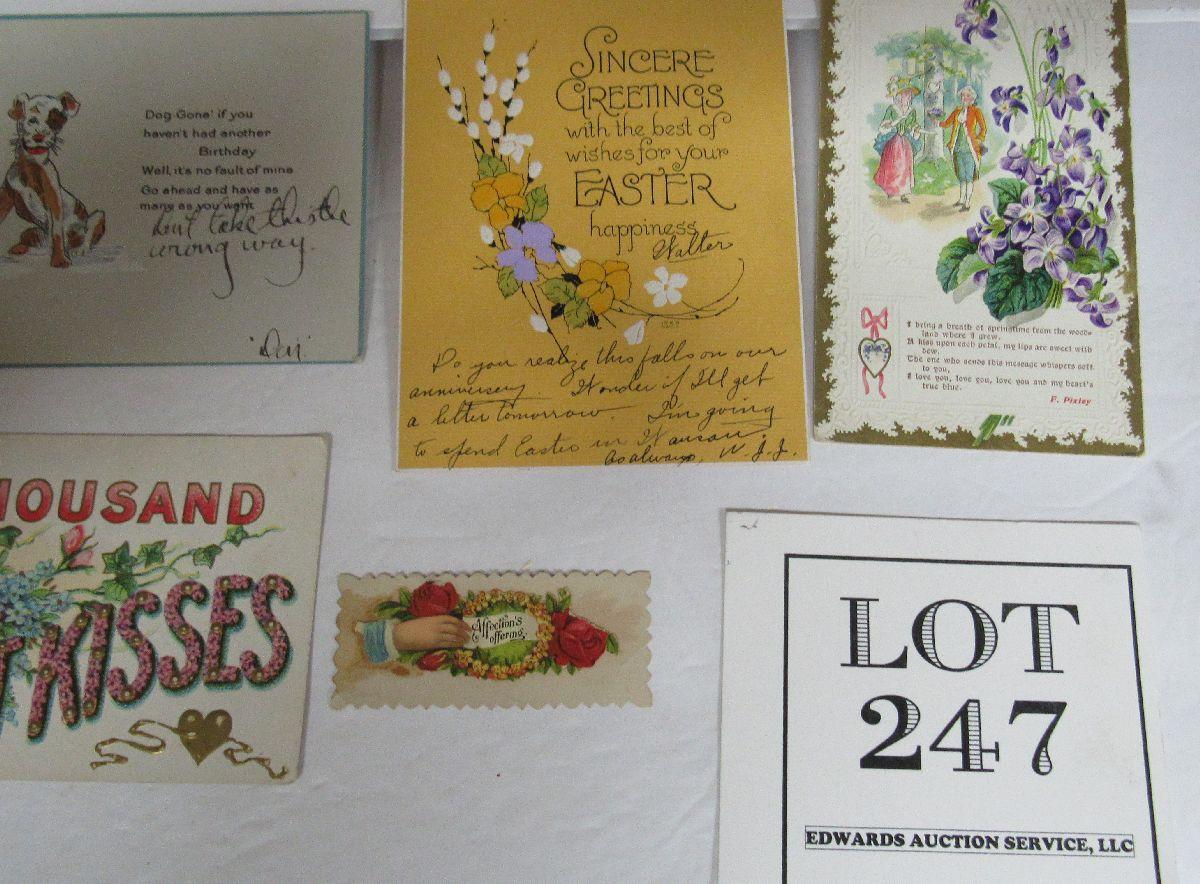 Dog-Gone' if you
haven't had another
Birthday
Well, it's no fault of mine
Go ahead and have as
many as you want
don't take this the
wrong way.
SINCERE
GREETINGS
with the best of
wishes for your
EASTER
happiness
Walter
Do you realize this falls on our
anniversary Wonder if I'll get
a letter tomorrow. I'm going
to spend Easter in Wausau.
As always, W. J. J.
I bring a breath of springtime from the wood-
land where I grew,
A kiss upon each petal, my lips are sweet with
dew.
The one who sends this message whispers soft
to you,
I love you, love you, love you and my heart's
true blue.
F. Pixley
HOUSAND
KISSES
Affection's
offering.
LOT
247
EDWARDS AUCTION SERVICE, LLC